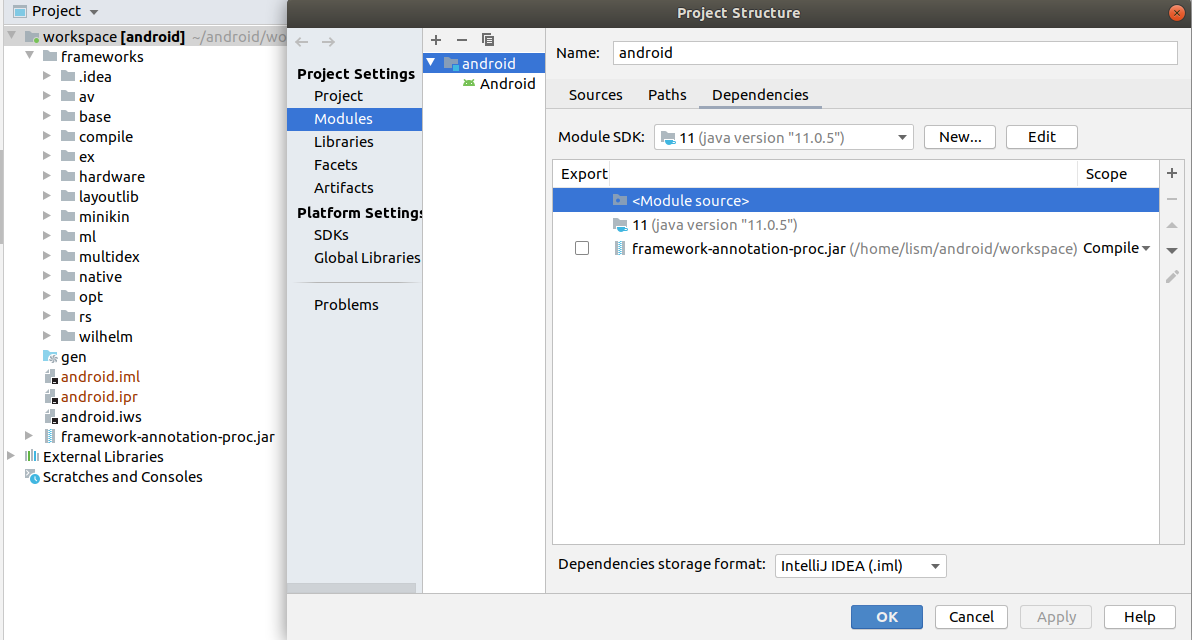 Project
workspace [android] ~/android/wo
frameworks
.idea
av
base
compile
ex
hardware
layoutlib
minikin
ml
multidex
native
opt
rs
wilhelm
gen
android.iml
android.ipr
android.iws
framework-annotation-proc.jar
External Libraries
Scratches and Consoles
Project Structure
Project Settings
Project
Modules
Libraries
Facets
Artifacts
Platform Settings
SDKs
Global Libraries
Problems
android
Android
Name: android
Sources Paths Dependencies
Module SDK: 11 (java version "11.0.5") New... Edit
Export Scope
<Module source>
11 (java version "11.0.5")
framework-annotation-proc.jar (/home/lism/android/workspace) Compile
Dependencies storage format: IntelliJ IDEA (.iml)
OK Cancel Apply Help